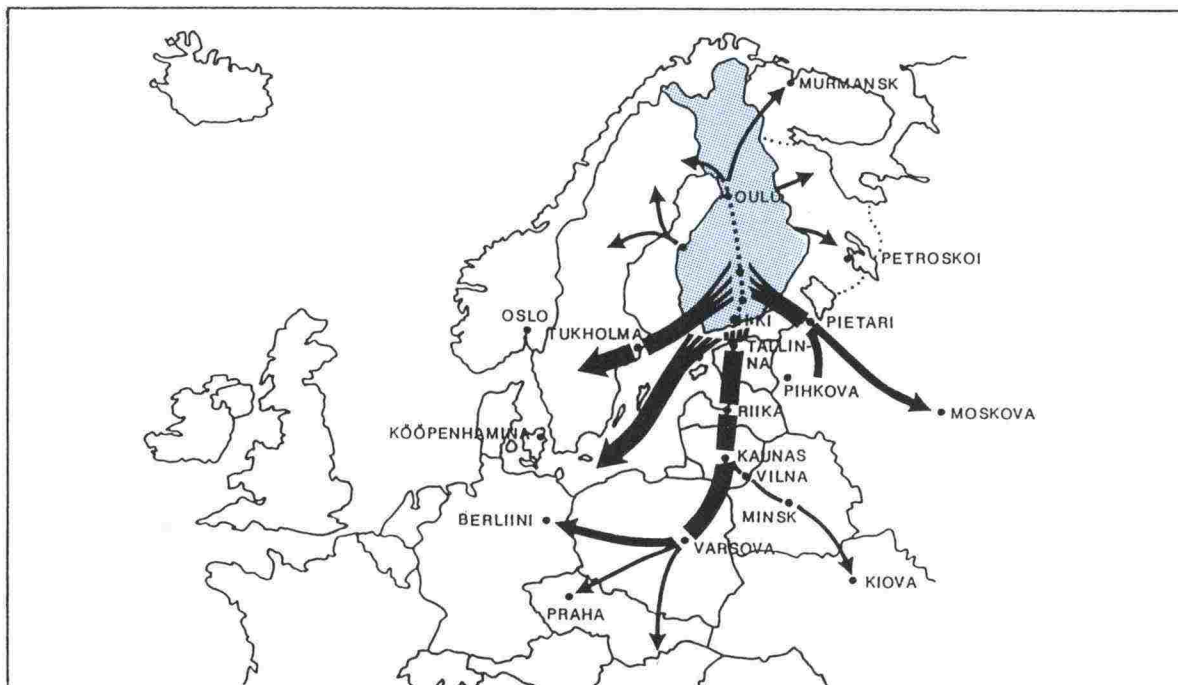 MURMANSK
OULU
PETROSKOI
OSLO
TUKHOLMA
HKI
PIETARI
TALLIN-
NA
PIHKOVA
RIIKA
MOSKOVA
KÖÖPENHAMINA
KAUNAS
VILNA
BERLIINI
MINSK
VARSOVA
KIOVA
PRAHA